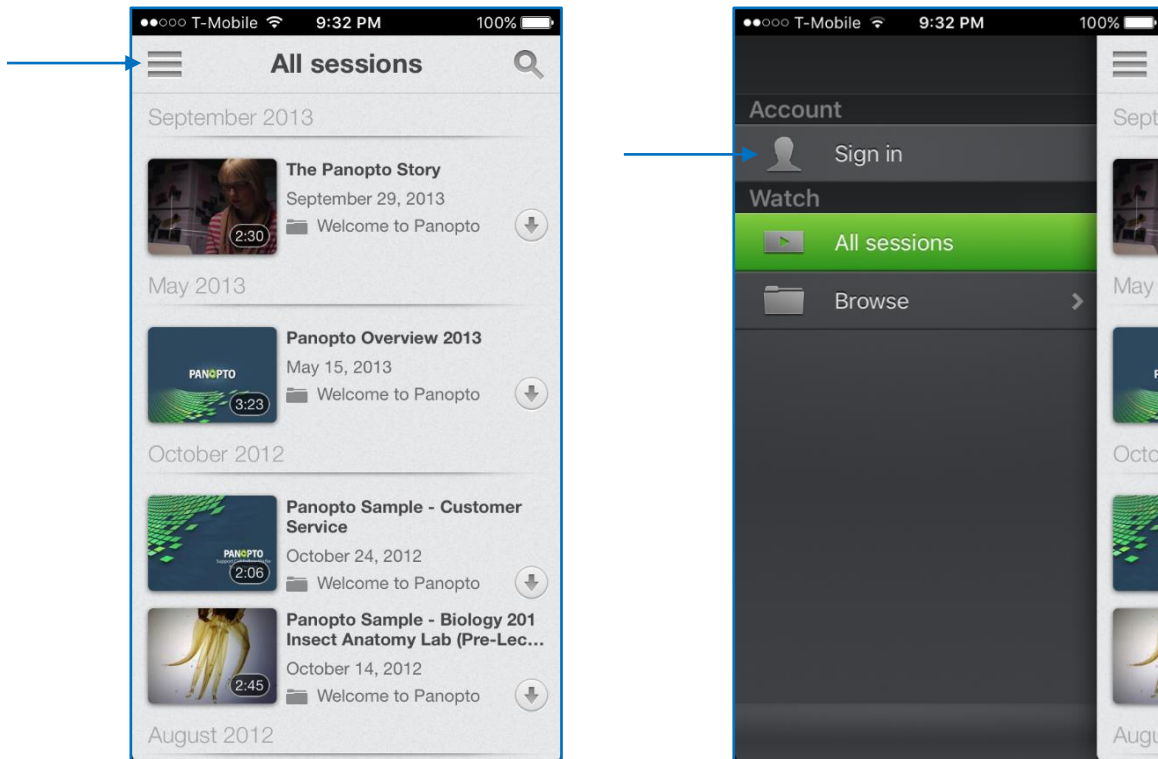 T-Mobile 9:32 PM 100%
All sessions
September 2013
The Panopto Story
September 29, 2013
2:30
Welcome to Panopto
May 2013
Panopto Overview 2013
May 15, 2013
PANOPTO
3:23
Welcome to Panopto
October 2012
Panopto Sample - Customer
Service
October 24, 2012
PANOPTO
2:06
Welcome to Panopto
Panopto Sample - Biology 201
Insect Anatomy Lab (Pre-Lec...
October 14, 2012
2:45
Welcome to Panopto
August 2012
T-Mobile 9:32 PM 100%
Account
Sign in
Watch
All sessions
Browse
Sept
May
Octo
Augu